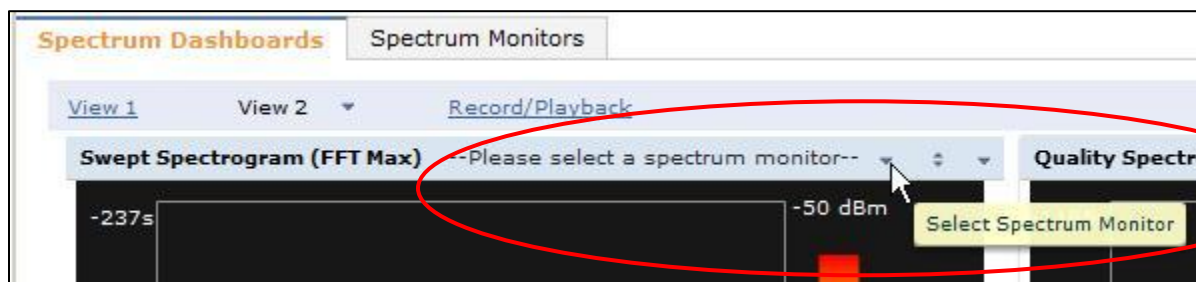 Spectrum Dashboards Spectrum Monitors
View 1 View 2 Record/Playback
Swept Spectrogram (FFT Max) --Please select a spectrum monitor-- Quality Spectr
-237s -50 dBm
Select Spectrum Monitor